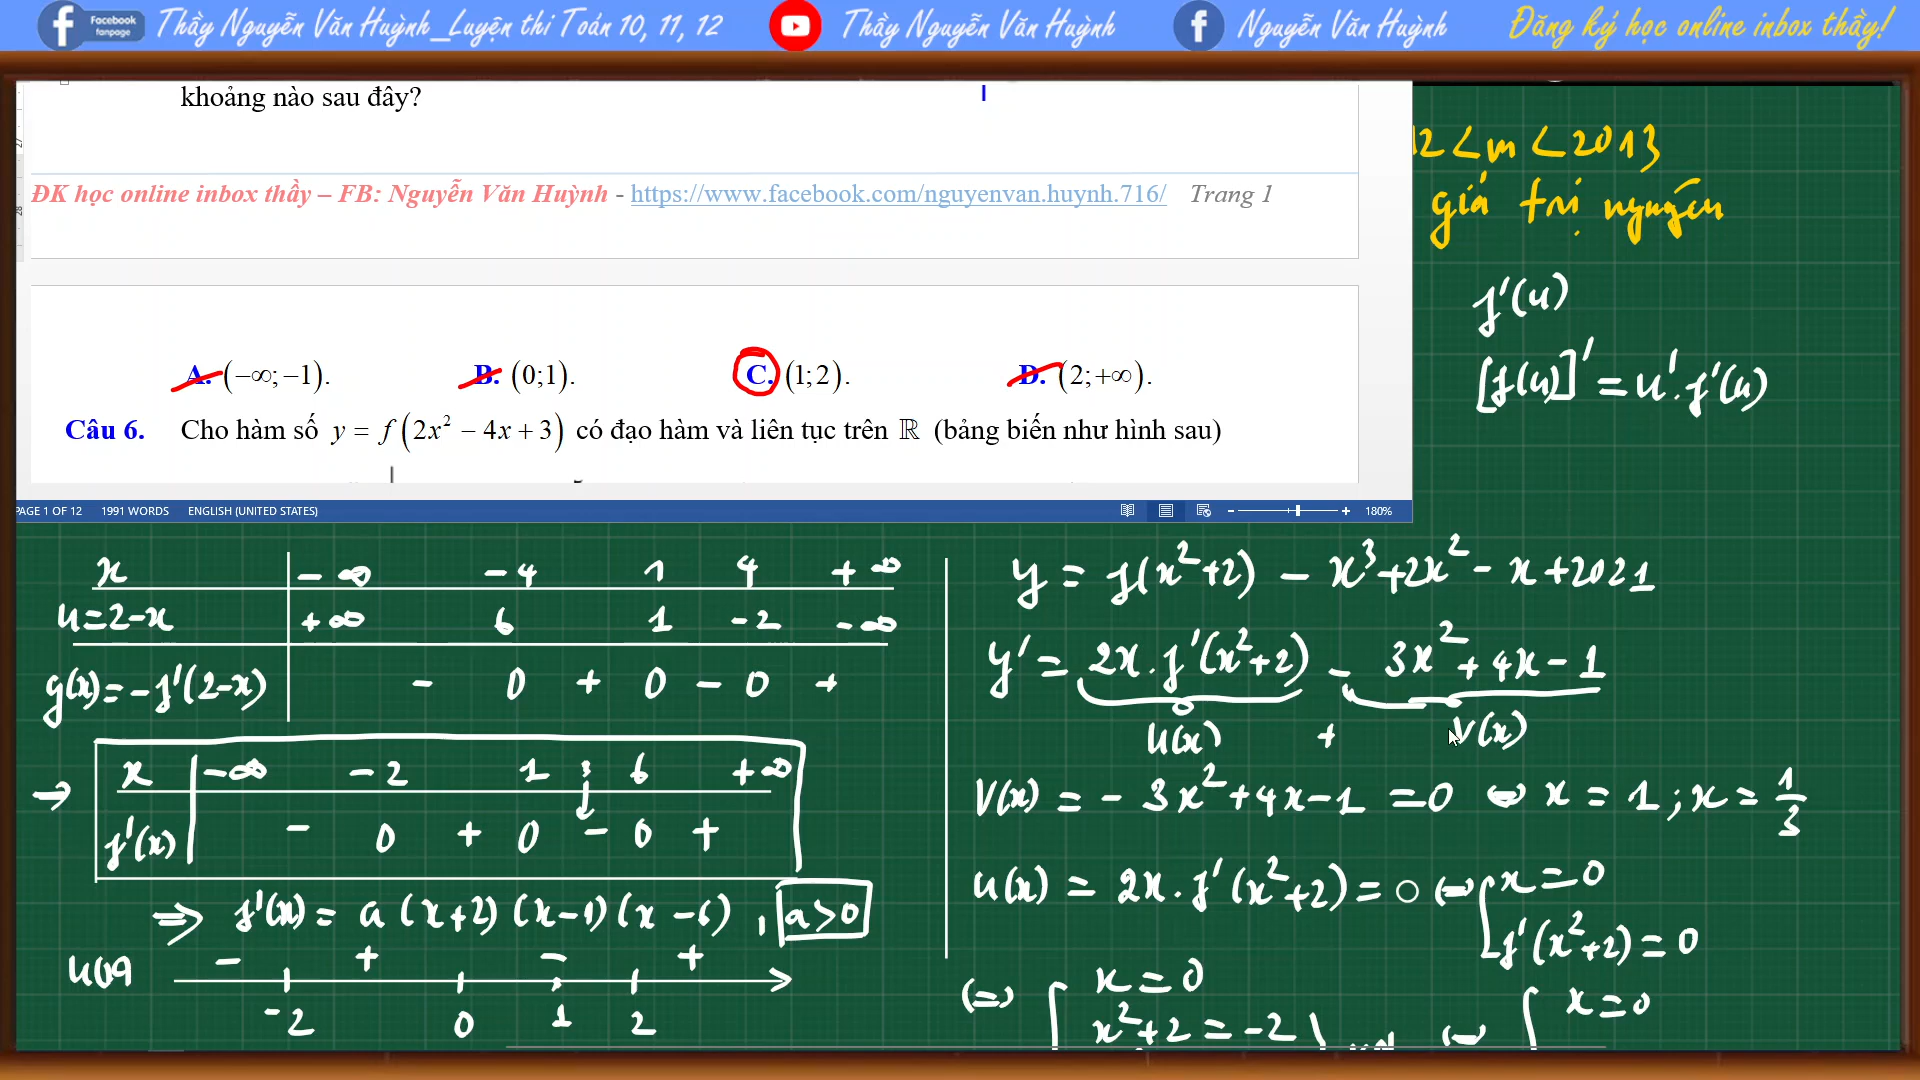 Facebook fanpage Thầy Nguyễn Văn Huỳnh_Luyện thi Toán 10, 11, 12 Thầy Nguyễn Văn Huỳnh f Nguyễn Văn Huỳnh Đăng ký học online inbox thầy!
khoảng nào sau đây?
ĐK học online inbox thầy – FB: Nguyễn Văn Huỳnh - https://www.facebook.com/nguyenvan.huynh.716/ Trang 1
A. (−∞;−1). B. (0;1). C. (1;2). D. (2;+∞).
Câu 6. Cho hàm số y = f(2x² − 4x + 3) có đạo hàm và liên tục trên ℝ (bảng biến như hình sau)
PAGE 1 OF 12 1991 WORDS ENGLISH (UNITED STATES) 180%
12 < m < 2013
giá trị nguyên
f'(u)
[f(u)]' = u'.f'(u)
x −∞ −4 1 4 +∞
u=2−x +∞ 6 1 −2 −∞
g(x)=−f'(2−x) − 0 + 0 − 0 +
→ x −∞ −2 1 6 +∞
f'(x) − 0 + 0 − 0 +
⇒ f'(x) = a(x+2)(x−1)(x−6), a>0
u(x) − + − +
−2 0 1 2
y = f(x²+2) − x³+2x² − x+2021
y' = 2x.f'(x²+2) − 3x²+4x−1
u(x) + V(x)
V(x) = −3x²+4x−1 = 0 ⇔ x = 1; x = 1/3
u(x) = 2x.f'(x²+2) = 0 ⇔ [x=0
f'(x²+2) = 0
⇔ [x = 0
x²+2 = −2
⇔ [x=0